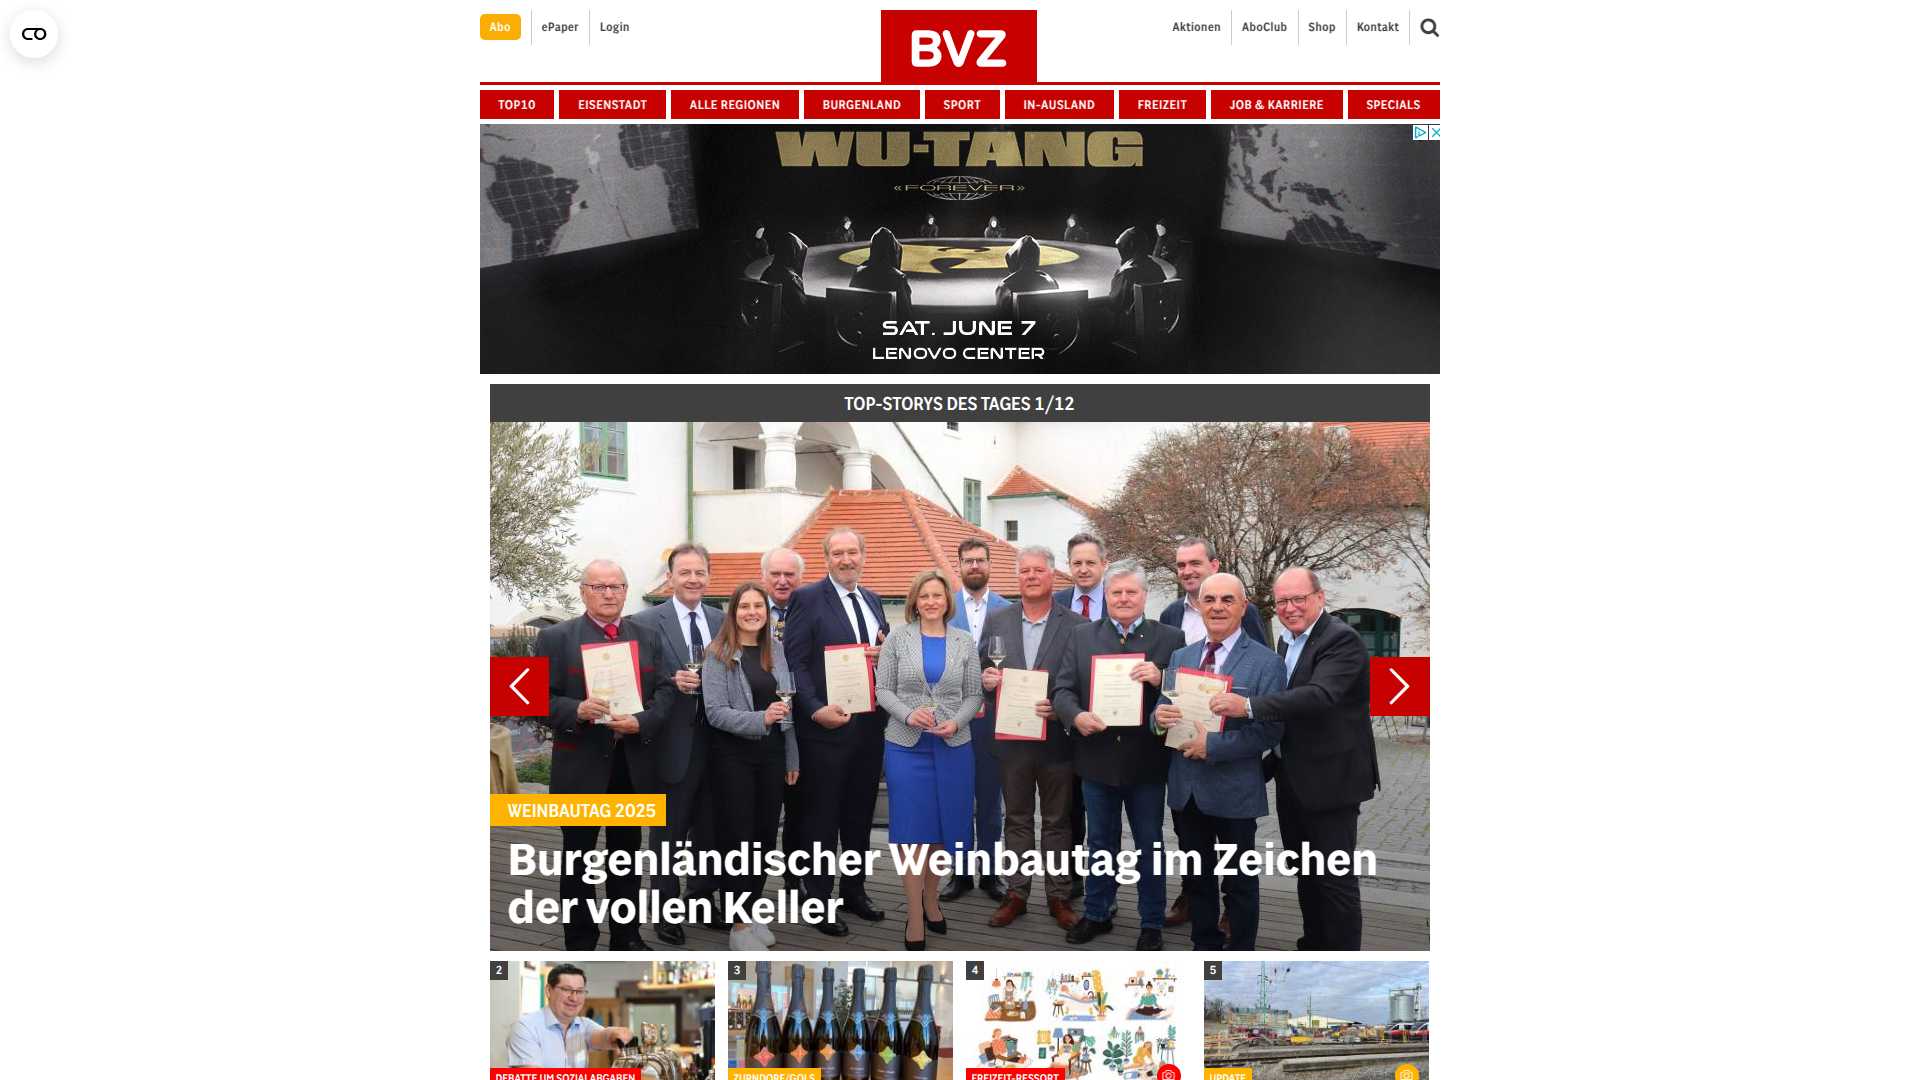 Abo
ePaper
Login
BVZ
Aktionen
AboClub
Shop
Kontakt
TOP10
EISENSTADT
ALLE REGIONEN
BURGENLAND
SPORT
IN-AUSLAND
FREIZEIT
JOB & KARRIERE
SPECIALS
WU-TANG
«FOREVER»
SAT. JUNE 7
LENOVO CENTER
TOP-STORYS DES TAGES 1/12
WEINBAUTAG 2025
Burgenländischer Weinbautag im Zeichen
der vollen Keller
2
3
4
5
DEBATTE UM SOZIALABGABEN
ZURNDORF/GOLS
FREIZEIT-RESSORT
UPDATE